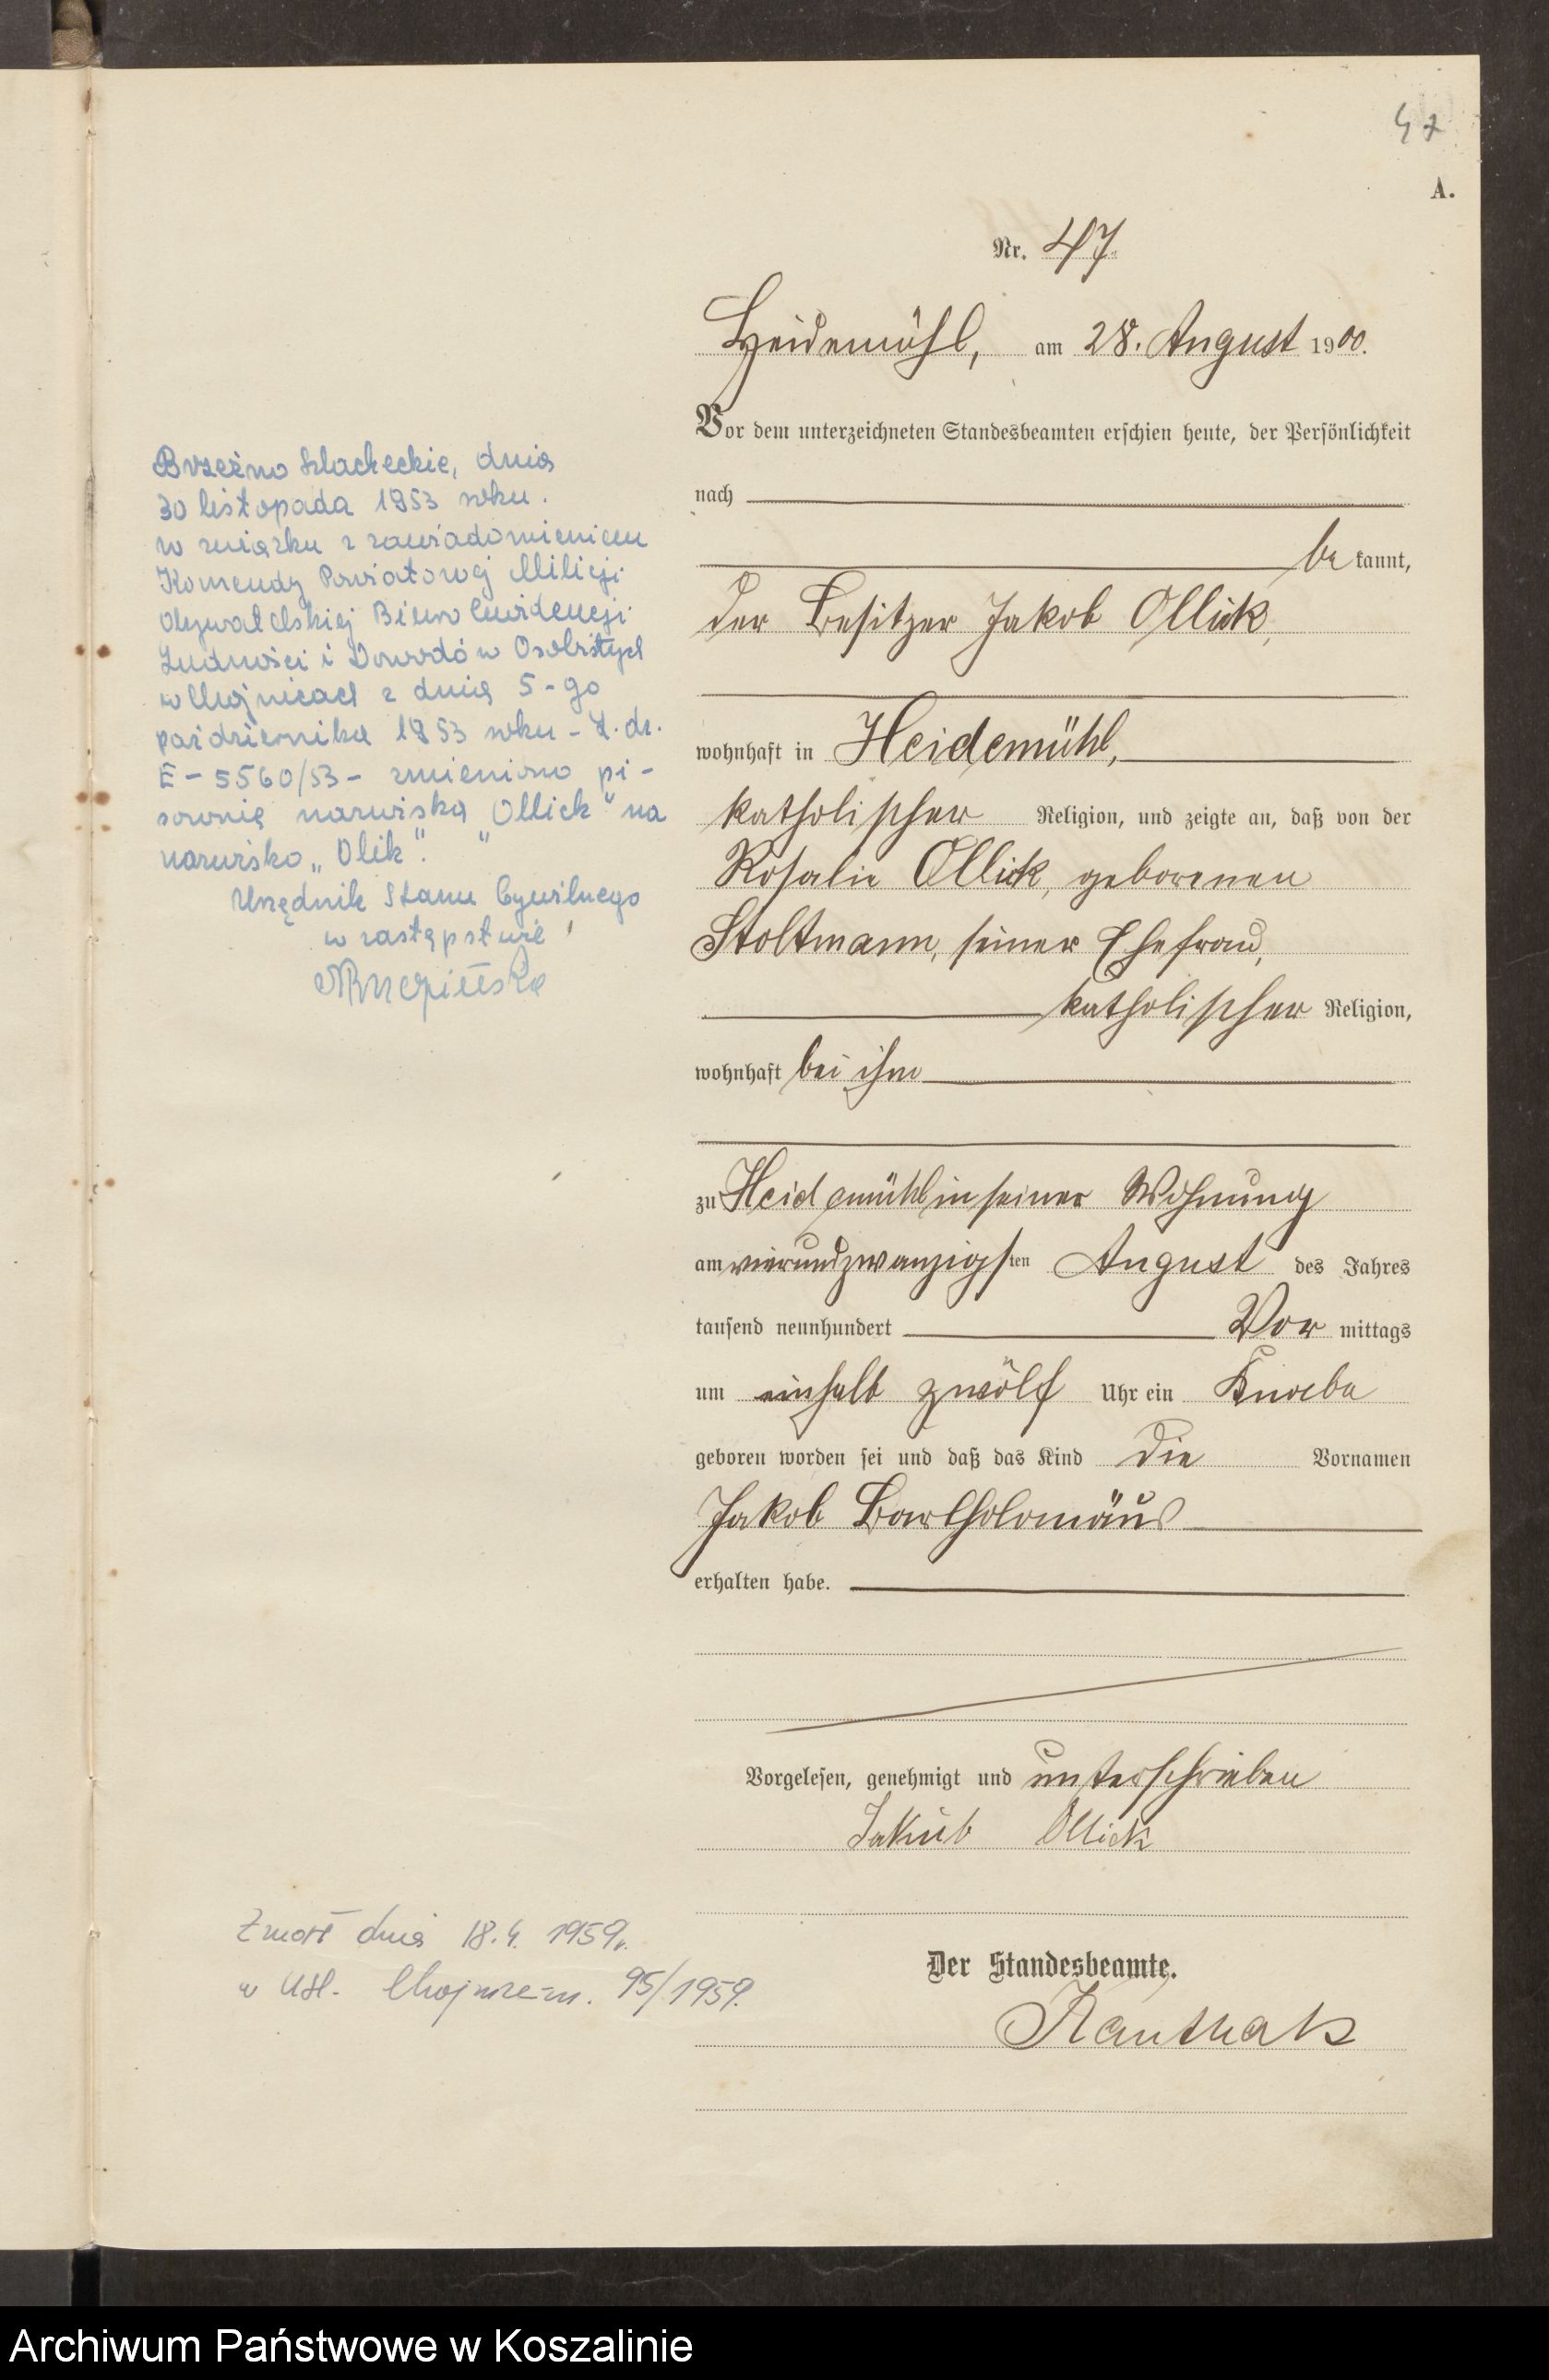 47
A.
Nr. 47.
Heidemühl, am 28. August 1900.
Vor dem unterzeichneten Standesbeamten erschien heute, der Persönlichkeit
nach
bekannt,
der Besitzer Jakob Ollick,
wohnhaft in Heidemühl,
katholischer Religion, und zeigte an, daß von der
Rosalie Ollick, geborenen
Stoltmann, seiner Ehefrau,
katholischer Religion,
wohnhaft bei ihm
zu Heidemühl in seiner Wohnung
am vierundzwanzigsten August des Jahres
tausend neunhundert Vor mittags
um einhalb zwölf Uhr ein Knabe
geboren worden sei und daß das Kind die Vornamen
Jakob Bartholomäus
erhalten habe.
Vorgelesen, genehmigt und unterschrieben
Jakub Ollick
Der Standesbeamte.
Brzeźno Szlacheckie, dnia
30 listopada 1953 roku.
w związku z zawiadomieniem
Komendy Powiatowej Milicji
Obywatelskiej Biuro Ewidencji
Ludności i Dowodów Osobistych
w Chojnicach z dnia 5-go
października 1953 roku - L. dz.
E - 5560/53 - zmieniono pi-
sownię nazwiska "Ollick" na
nazwisko "Olik".
Urzędnik Stanu Cywilnego
w zastępstwie
Zmarł dnia 18.4. 1959r.
w USC. 95/1959.
Archiwum Państwowe w Koszalinie